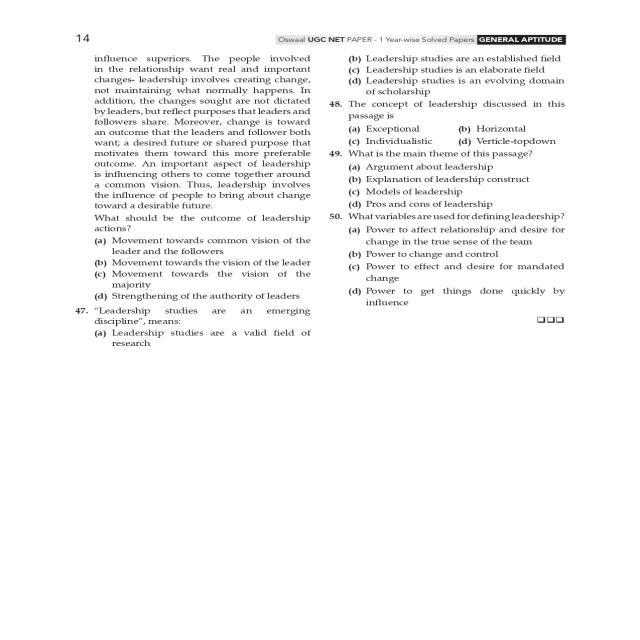 14
Oswaal UGC NET PAPER - 1 Year-wise Solved Papers GENERAL APTITUDE
influence superiors. The people involved
in the relationship want real and important
changes- leadership involves creating change,
not maintaining what normally happens. In
addition, the changes sought are not dictated
by leaders, but reflect purposes that leaders and
followers share. Moreover, change is toward
an outcome that the leaders and follower both
want; a desired future or shared purpose that
motivates them toward this more preferable
outcome. An important aspect of leadership
is influencing others to come together around
a common vision. Thus, leadership involves
the influence of people to bring about change
toward a desirable future.
What should be the outcome of leadership
actions?
(a) Movement towards common vision of the
leader and the followers
(b) Movement towards the vision of the leader
(c) Movement towards the vision of the
majority
(d) Strengthening of the authority of leaders
47. "Leadership studies are an emerging
discipline", means:
(a) Leadership studies are a valid field of
research
(b) Leadership studies are an established field
(c) Leadership studies is an elaborate field
(d) Leadership studies is an evolving domain
of scholarship
48. The concept of leadership discussed in this
passage is
(a) Exceptional (b) Horizontal
(c) Individualistic (d) Verticle-topdown
49. What is the main theme of this passage?
(a) Argument about leadership
(b) Explanation of leadership construct
(c) Models of leadership
(d) Pros and cons of leadership
50. What variables are used for defining leadership?
(a) Power to affect relationship and desire for
change in the true sense of the team
(b) Power to change and control
(c) Power to effect and desire for mandated
change
(d) Power to get things done quickly by
influence